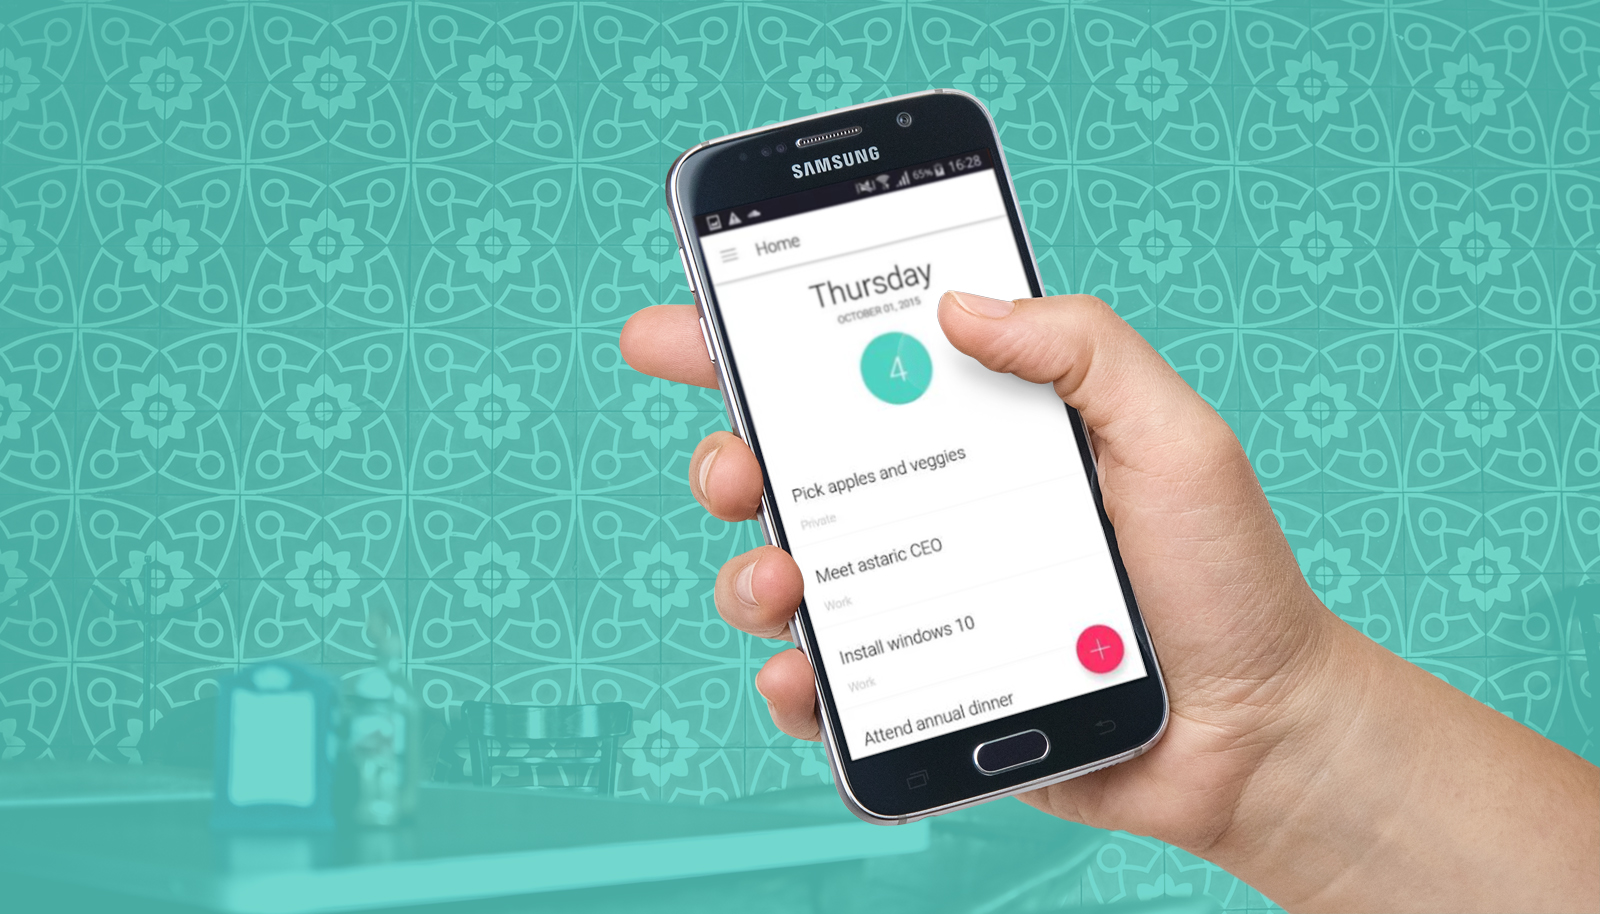 SAMSUNG
65% 16:28
Home
Thursday
OCTOBER 01, 2015
4
Pick apples and veggies
Private
Meet astaric CEO
Work
Install windows 10
Work
Attend annual dinner